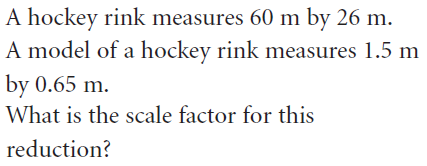 A hockey rink measures 60 m by 26 m.
A model of a hockey rink measures 1.5 m
by 0.65 m.
What is the scale factor for this
reduction?